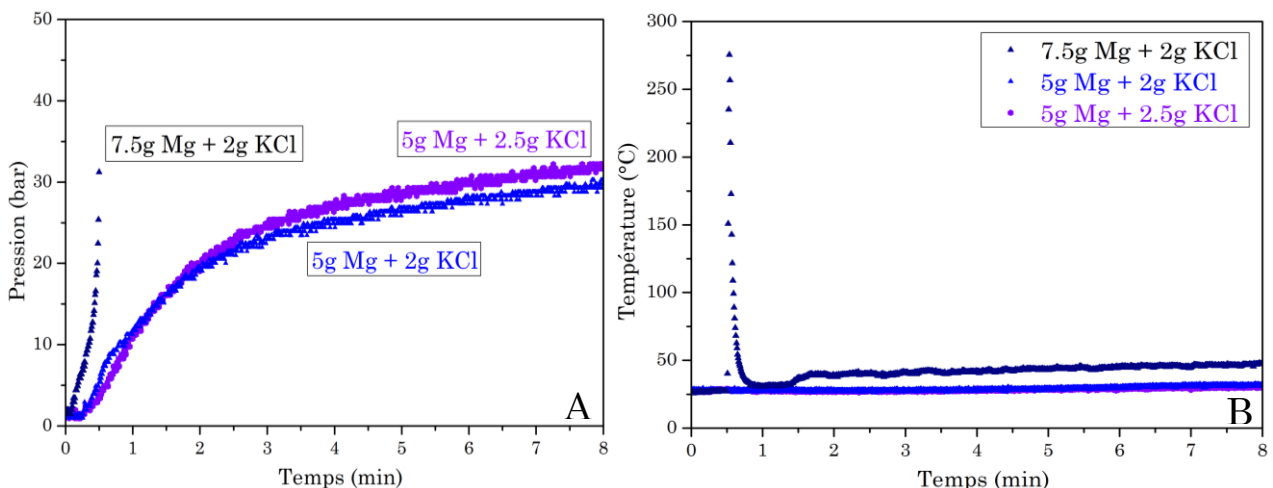 50
40
30
20
10
0
Pression (bar)
7.5g Mg + 2g KCl
5g Mg + 2.5g KCl
5g Mg + 2g KCl
A
0 1 2 3 4 5 6 7 8
Temps (min)
300
250
200
150
100
50
0
Température (°C)
7.5g Mg + 2g KCl
5g Mg + 2g KCl
5g Mg + 2.5g KCl
B
0 1 2 3 4 5 6 7 8
Temps (min)